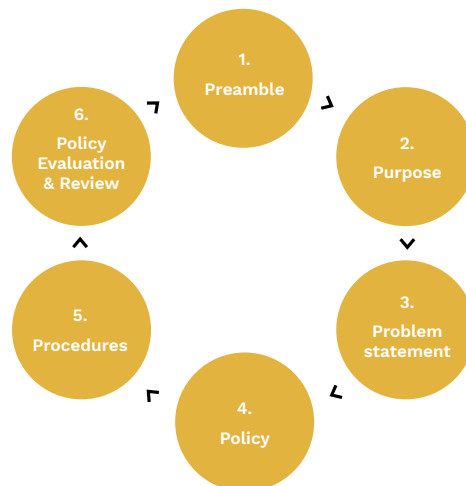 1.
Preamble
2.
Purpose
3.
Problem
statement
4.
Policy
5.
Procedures
6.
Policy
Evaluation
& Review